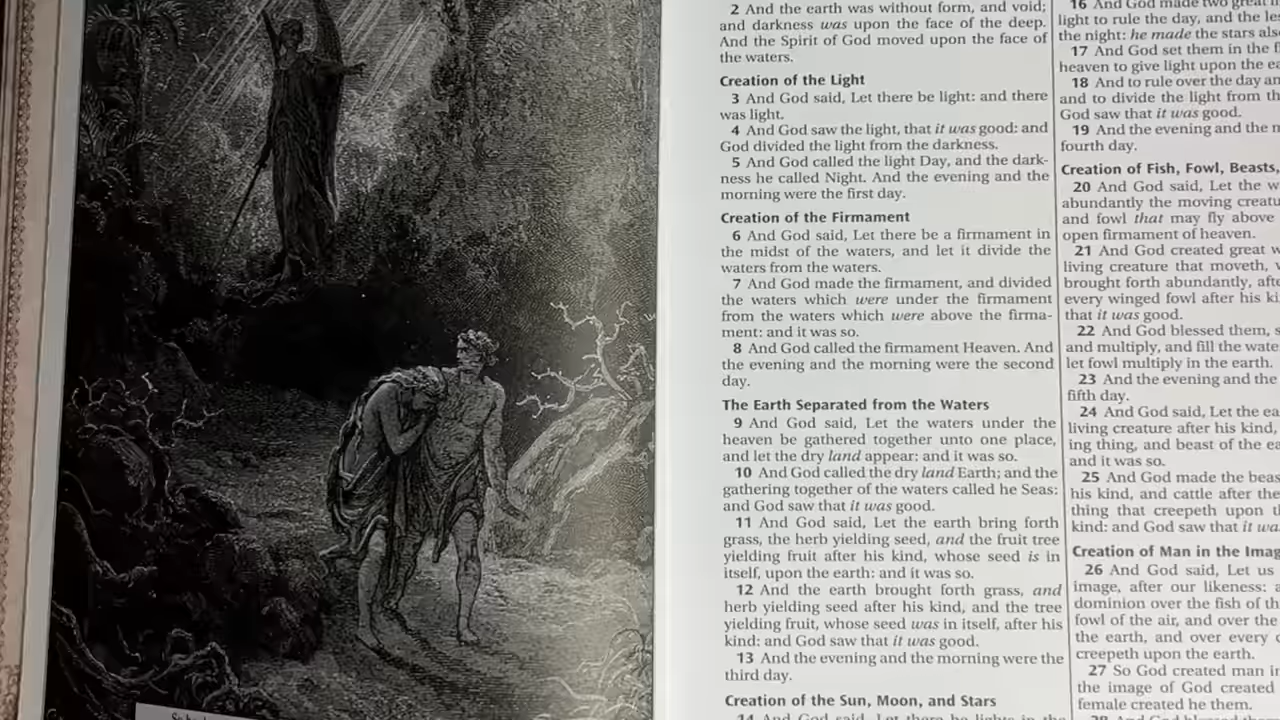 2 And the earth was without form, and void;
and darkness was upon the face of the deep.
And the Spirit of God moved upon the face of
the waters.
Creation of the Light
3 And God said, Let there be light: and there
was light.
4 And God saw the light, that it was good: and
God divided the light from the darkness.
5 And God called the light Day, and the dark-
ness he called Night. And the evening and the
morning were the first day.
Creation of the Firmament
6 And God said, Let there be a firmament in
the midst of the waters, and let it divide the
waters from the waters.
7 And God made the firmament, and divided
the waters which were under the firmament
from the waters which were above the firma-
ment: and it was so.
8 And God called the firmament Heaven. And
the evening and the morning were the second
day.
The Earth Separated from the Waters
9 And God said, Let the waters under the
heaven be gathered together unto one place,
and let the dry land appear: and it was so.
10 And God called the dry land Earth; and the
gathering together of the waters called he Seas:
and God saw that it was good.
11 And God said, Let the earth bring forth
grass, the herb yielding seed, and the fruit tree
yielding fruit after his kind, whose seed is in
itself, upon the earth: and it was so.
12 And the earth brought forth grass, and
herb yielding seed after his kind, and the tree
yielding fruit, whose seed was in itself, after his
kind: and God saw that it was good.
13 And the evening and the morning were the
third day.
Creation of the Sun, Moon, and Stars
14 And God said, Let there be lights in the
16 And God made two great
light to rule the day, and the
the night: he made the stars
17 And God set them in the
heaven to give light upon the
18 And to rule over the day
and to divide the light from
God saw that it was good.
19 And the evening and the
fourth day.
Creation of Fish, Fowl, Beasts,
20 And God said, Let the
abundantly the moving
and fowl that may fly above
open firmament of heaven.
21 And God created great
living creature that moveth,
brought forth abundantly,
every winged fowl after his
that it was good.
22 And God blessed them,
and multiply, and fill the
let fowl multiply in the earth.
23 And the evening and the
fifth day.
24 And God said, Let the
living creature after his kind,
ing thing, and beast of the
and it was so.
25 And God made the
his kind, and cattle after
thing that creepeth upon
kind: and God saw that it
Creation of Man in the
26 And God said, Let us
image, after our likeness:
dominion over the fish of
fowl of the air, and over the
the earth, and over every
creepeth upon the earth.
27 So God created man
the image of God created
female created he them.